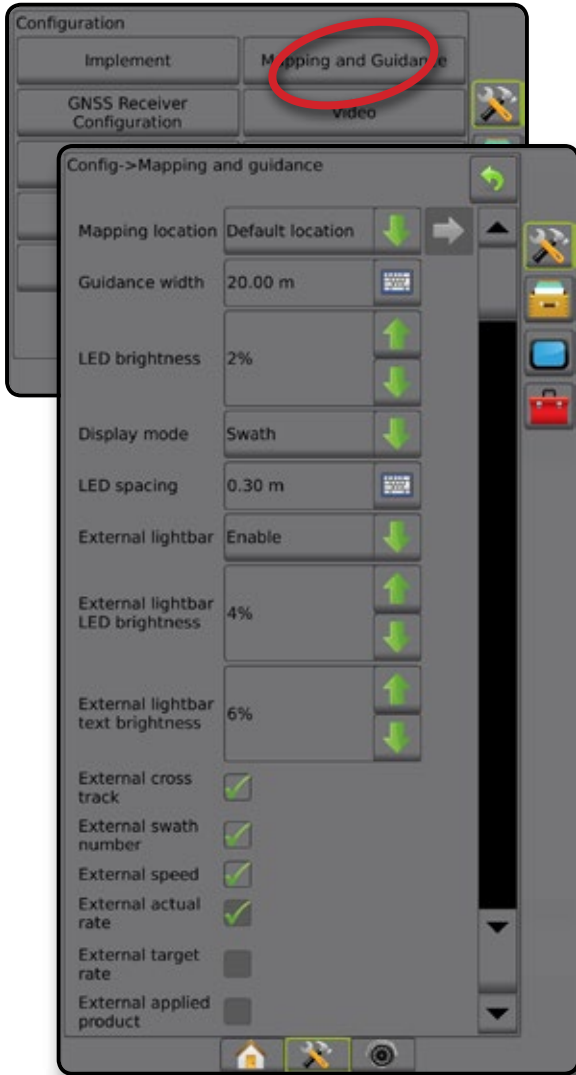 Configuration
Implement
Mapping and Guidance
GNSS Receiver
Configuration
Video
Config->Mapping and guidance
Mapping location
Default location
Guidance width
20.00 m
LED brightness
2%
Display mode
Swath
LED spacing
0.30 m
External lightbar
Enable
External lightbar
LED brightness
4%
External lightbar
text brightness
6%
External cross
track
External swath
number
External speed
External actual
rate
External target
rate
External applied
product